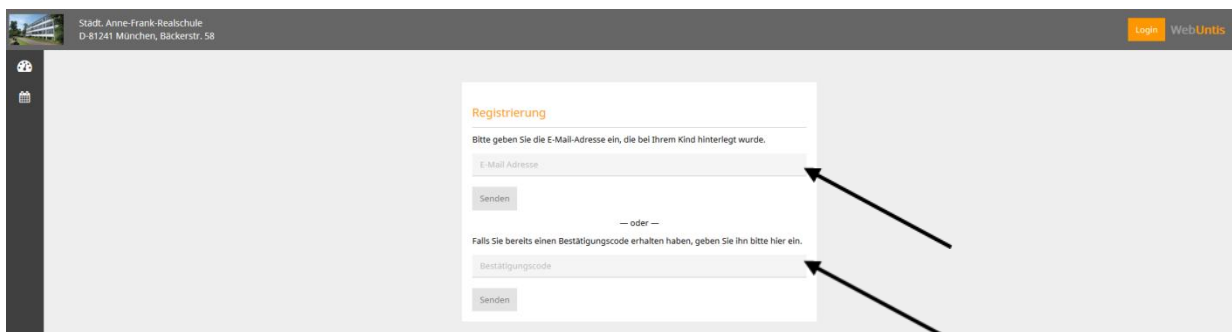 Städt. Anne-Frank-Realschule
D-81241 München, Bäckerstr. 58
Login WebUntis
Registrierung
Bitte geben Sie die E-Mail-Adresse ein, die bei Ihrem Kind hinterlegt wurde.
E-Mail Adresse
Senden
— oder —
Falls Sie bereits einen Bestätigungscode erhalten haben, geben Sie ihn bitte hier ein.
Bestätigungscode
Senden